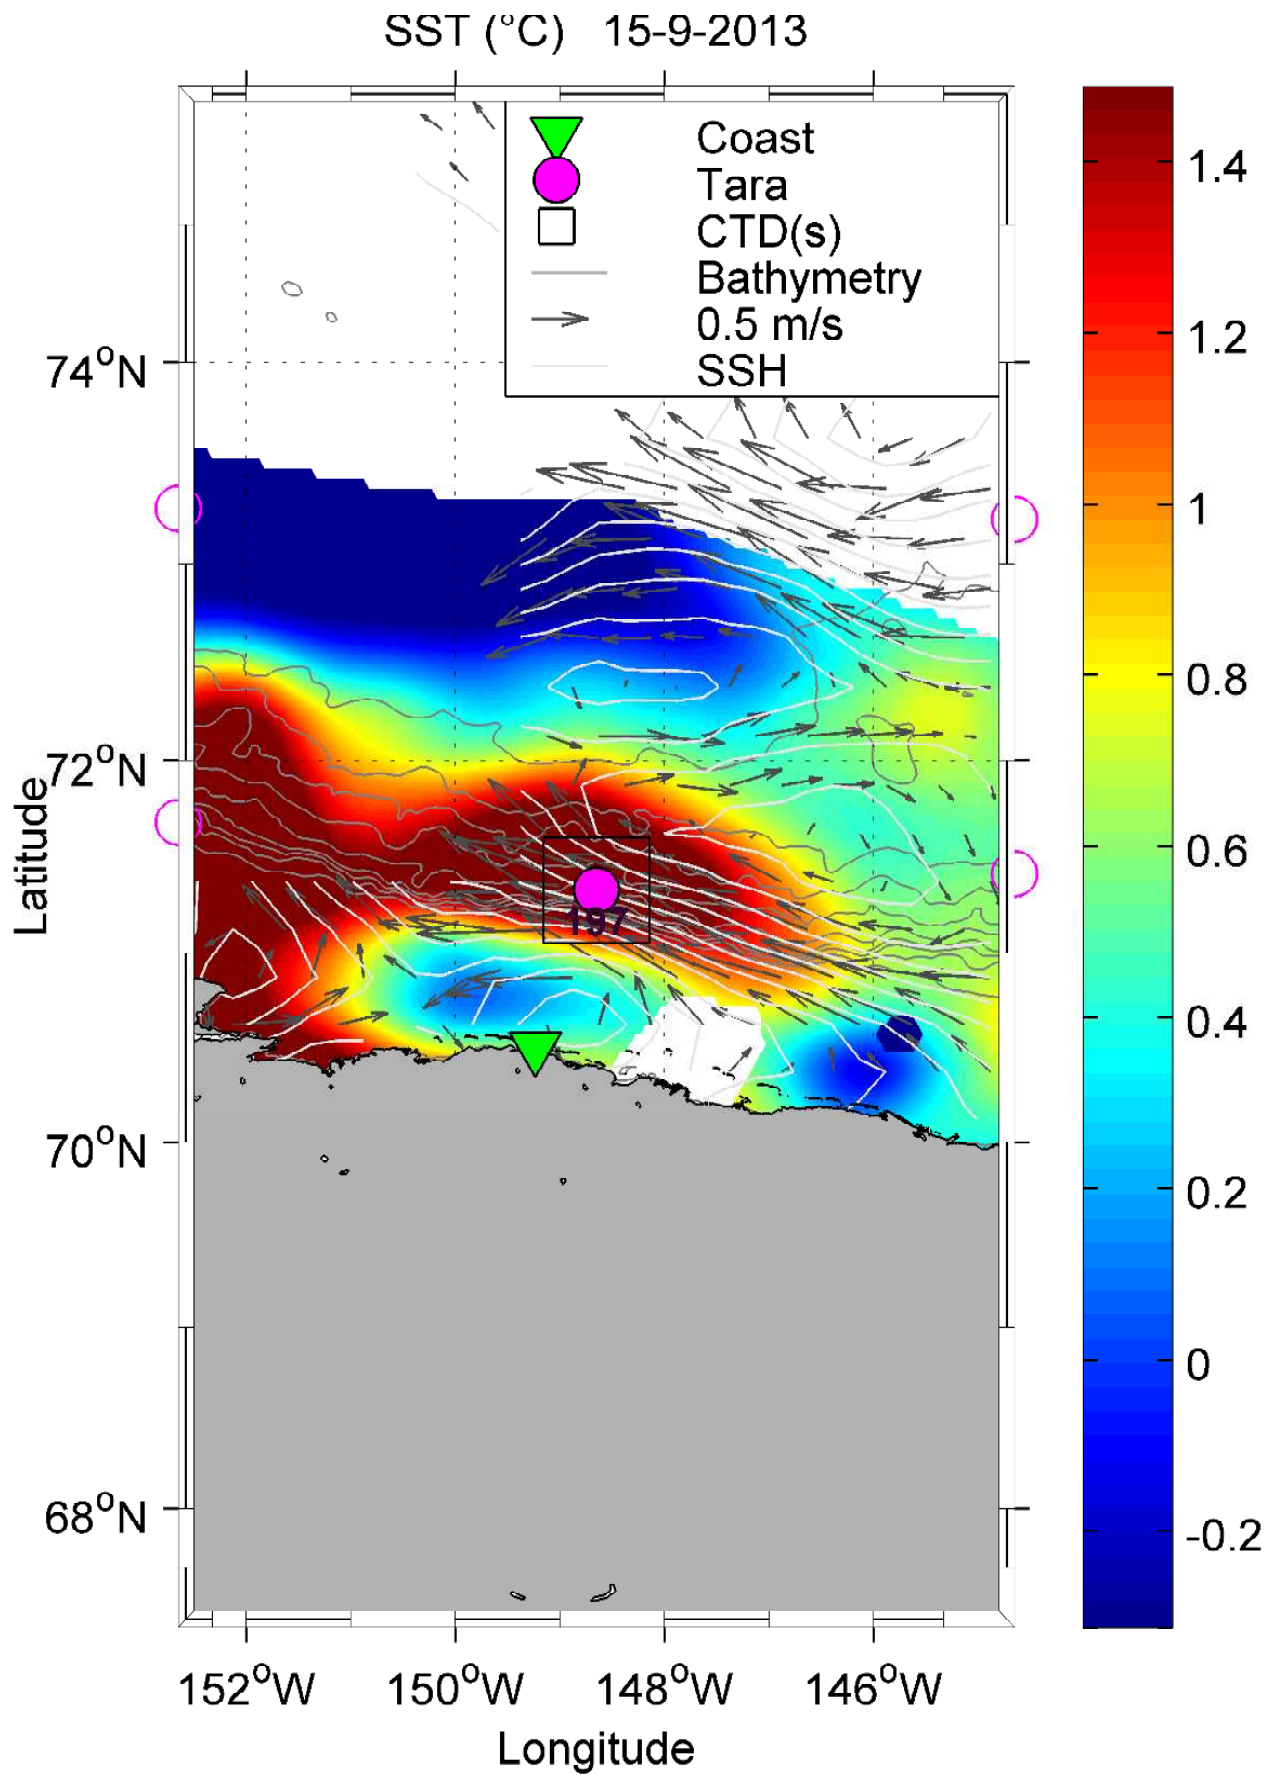 SST (°C) 15-9-2013
Coast
Tara
CTD(s)
Bathymetry
0.5 m/s
SSH
74°N
72°N
70°N
68°N
Latitude
197
152°W
150°W
148°W
146°W
Longitude
1.4
1.2
1
0.8
0.6
0.4
0.2
0
-0.2